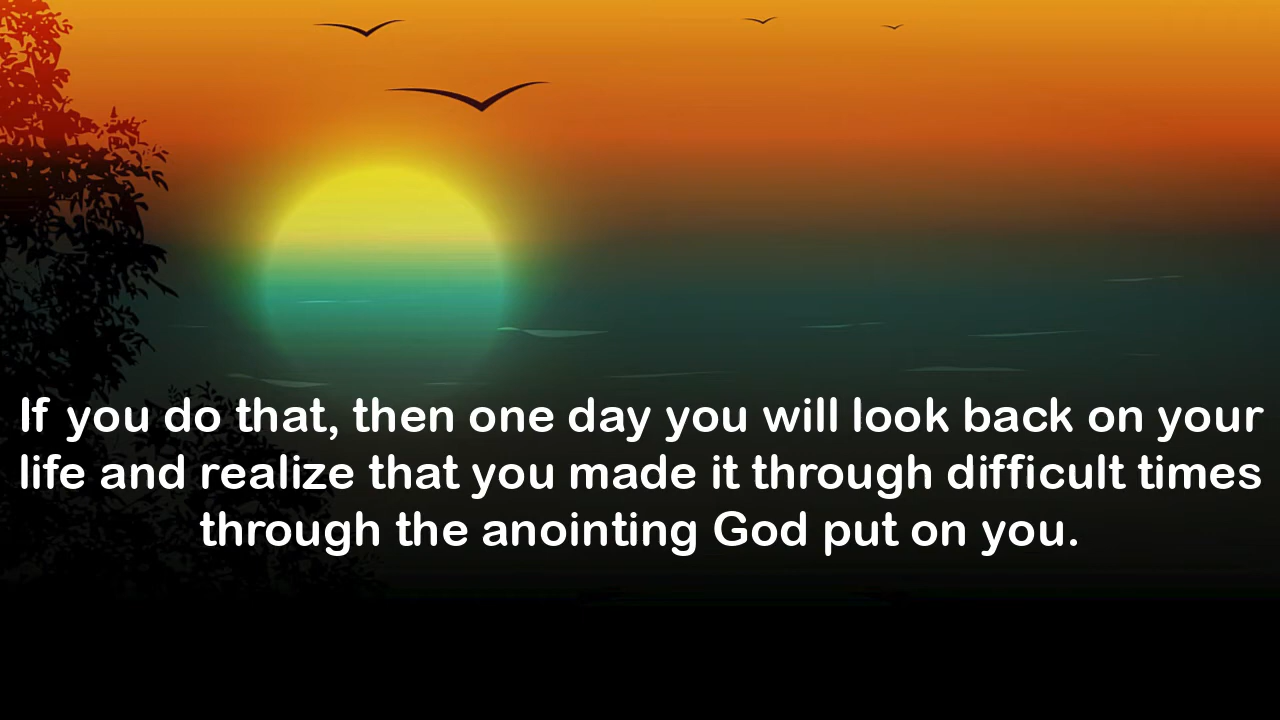 If you do that, then one day you will look back on your
life and realize that you made it through difficult times
through the anointing God put on you.